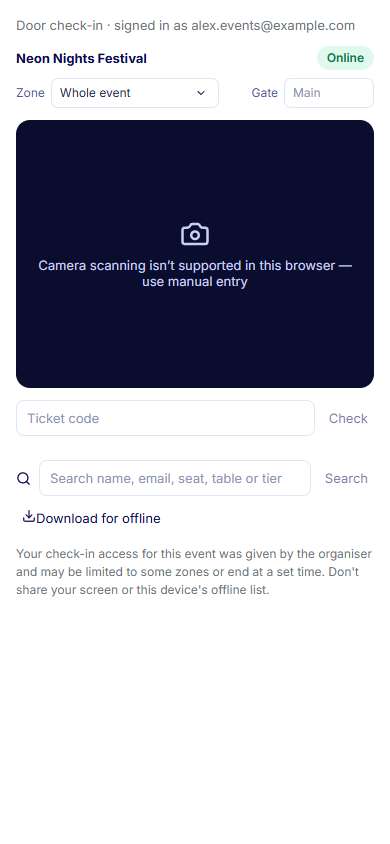 Door check-in · signed in as alex.events@example.com
Neon Nights Festival
Online
Zone
Whole event
Gate
Main
Camera scanning isn’t supported in this browser —
use manual entry
Ticket code
Check
Search name, email, seat, table or tier
Search
Download for offline
Your check-in access for this event was given by the organiser
and may be limited to some zones or end at a set time. Don't
share your screen or this device's offline list.